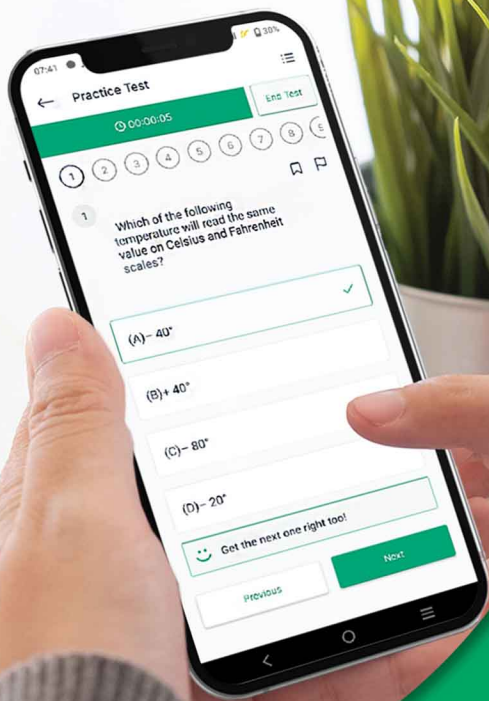 07:41 30%
← Practice Test
00:00:05 End Test
1 2 3 4 5 6 7 8
1
Which of the following
temperature will read the same
value on Celsius and Fahrenheit
scales?
(A)− 40°
(B)+ 40°
(C)− 80°
(D)− 20°
Get the next one right too!
Previous Next